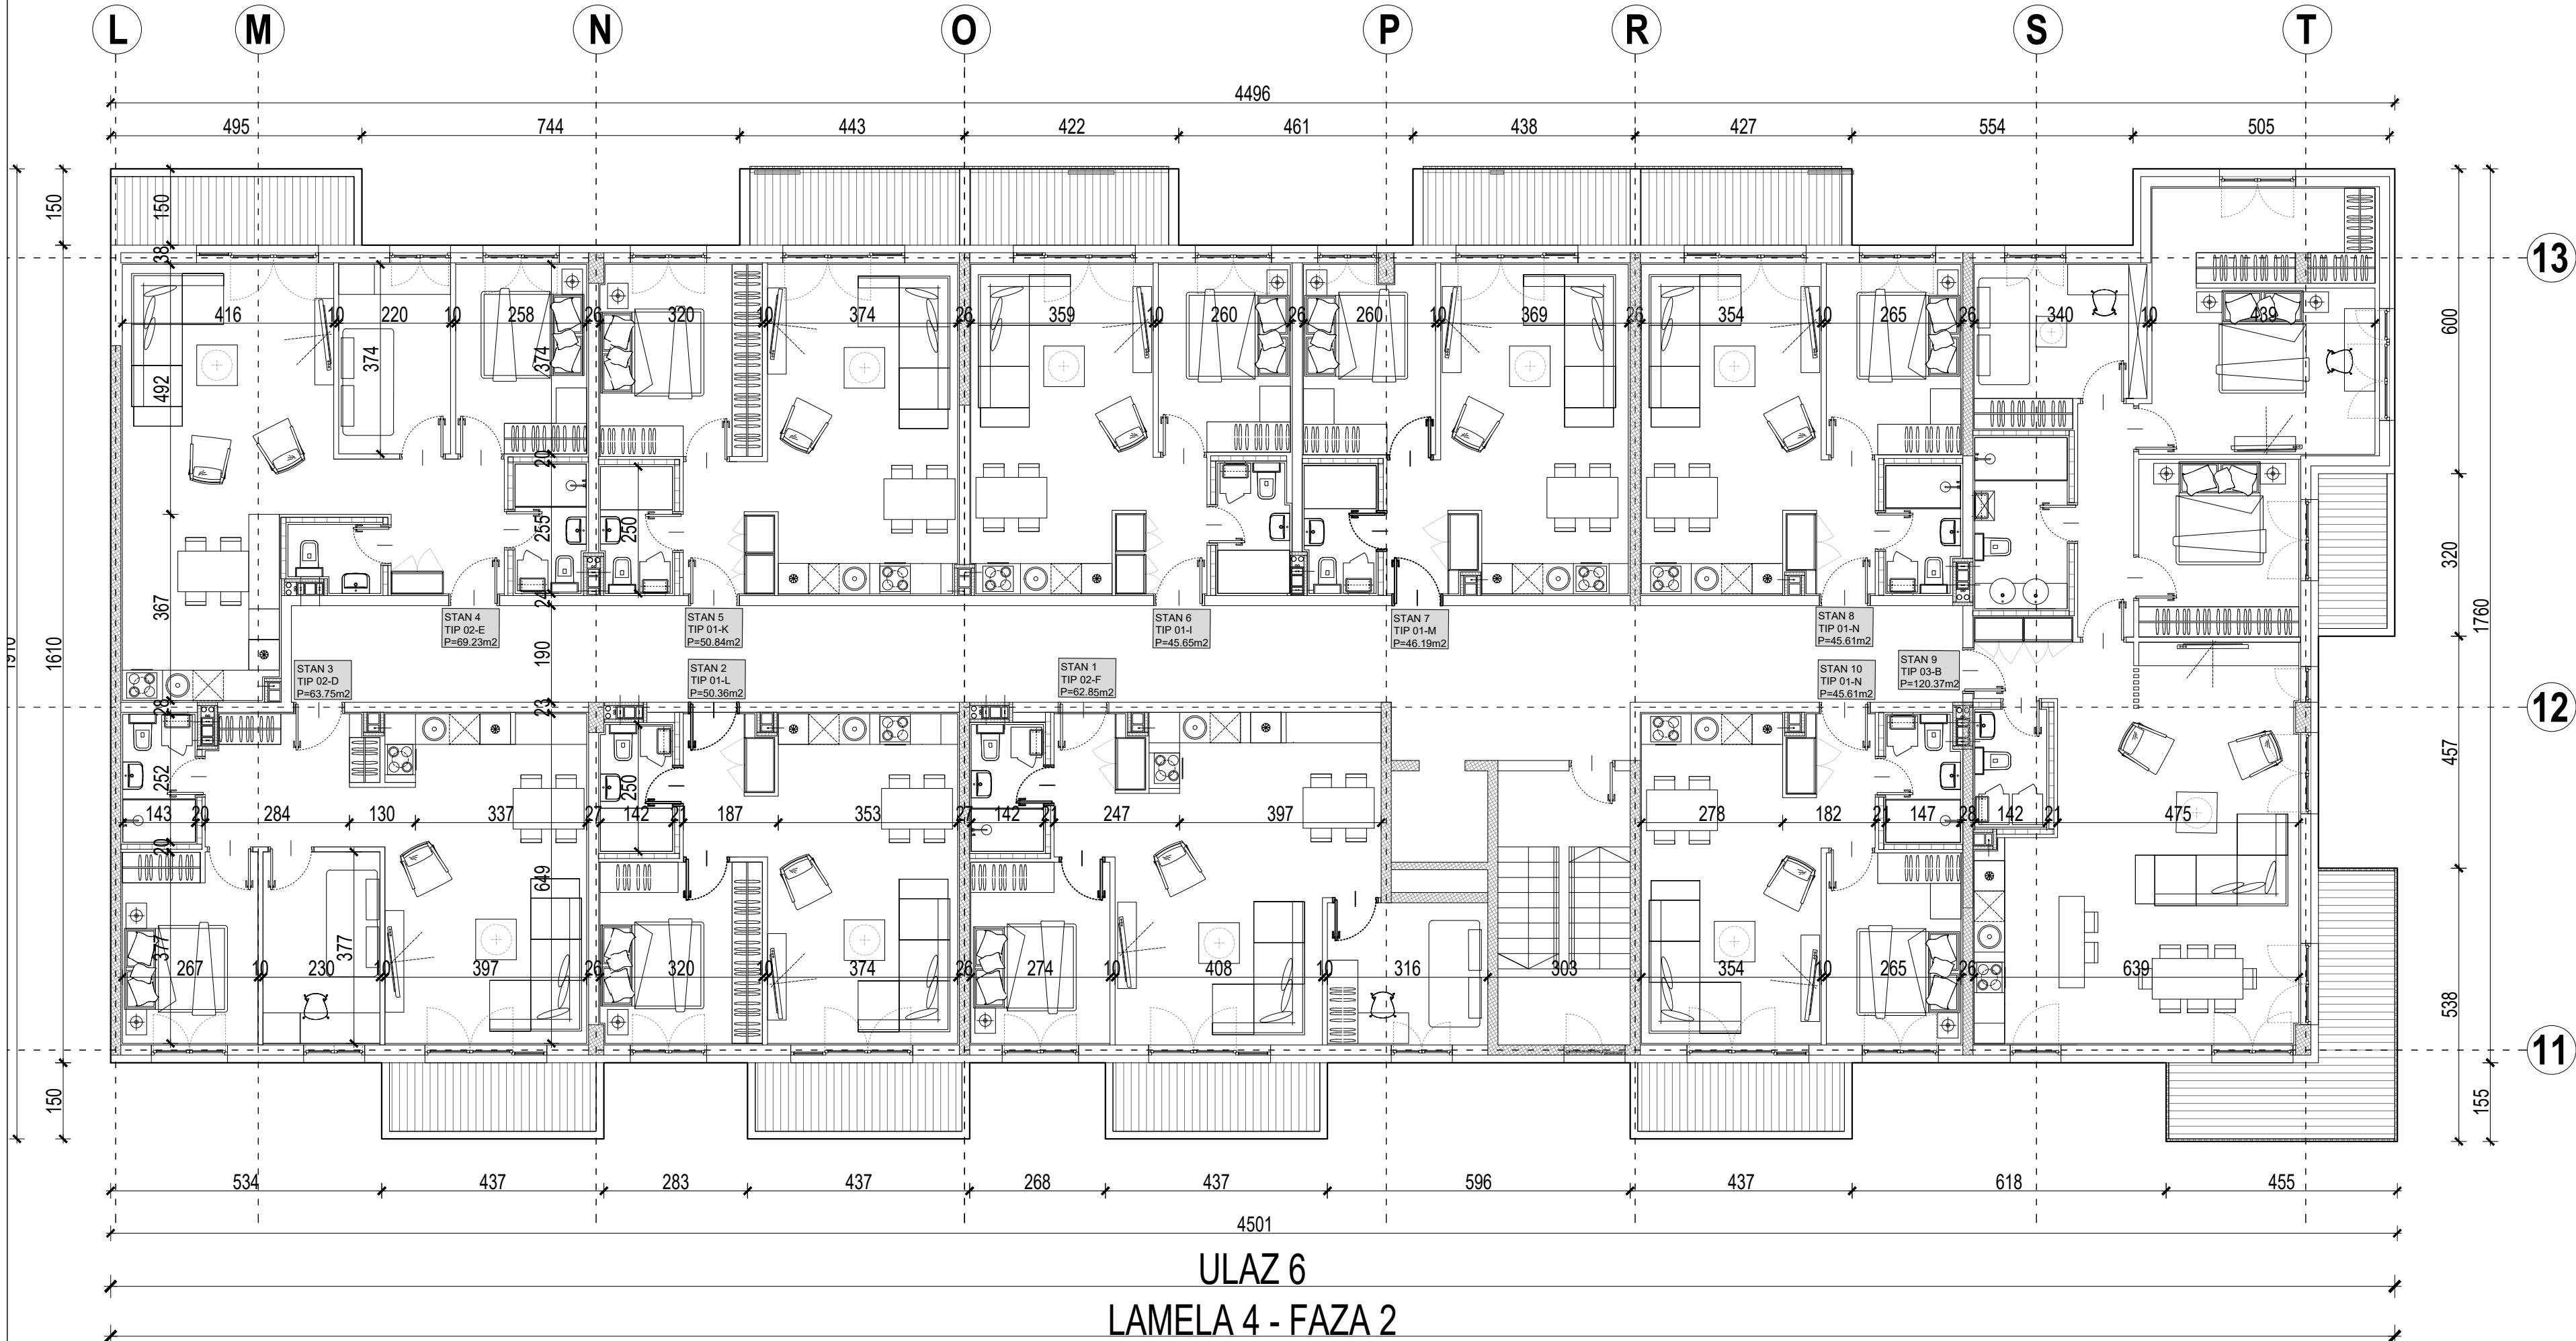 L M N O P R S T
4496
495 744 443 422 461 438 427 554 505
150 150 150
38
13
416 10 220 10 258 26 320 10 374 26 359 10 260 26 260 10 369 26 354 10 265 26 340 10 439
600
492 374 374
20
255 250
320
367
24
STAN 4
TIP 02-E
P=69.23m2
STAN 5
TIP 01-K
P=50.84m2
STAN 6
TIP 01-I
P=45.65m2
STAN 7
TIP 01-M
P=46.19m2
STAN 8
TIP 01-N
P=45.61m2
1910 1610 190 1760
STAN 3
TIP 02-D
P=63.75m2
STAN 2
TIP 01-L
P=50.36m2
STAN 1
TIP 02-F
P=62.85m2
STAN 10
TIP 01-N
P=45.61m2
STAN 9
TIP 03-B
P=120.37m2
28 23
12
457
252 250
143 20 284 130 337 27 142 21 187 353 27 142 21 247 397 278 182 21 147 28 142 21 475
20
649
377 377
267 10 230 10 397 26 320 10 374 26 274 10 408 10 316 303 354 10 265 26 639
538
11
150 155
534 437 283 437 268 437 596 437 618 455
4501
ULAZ 6
LAMELA 4 - FAZA 2